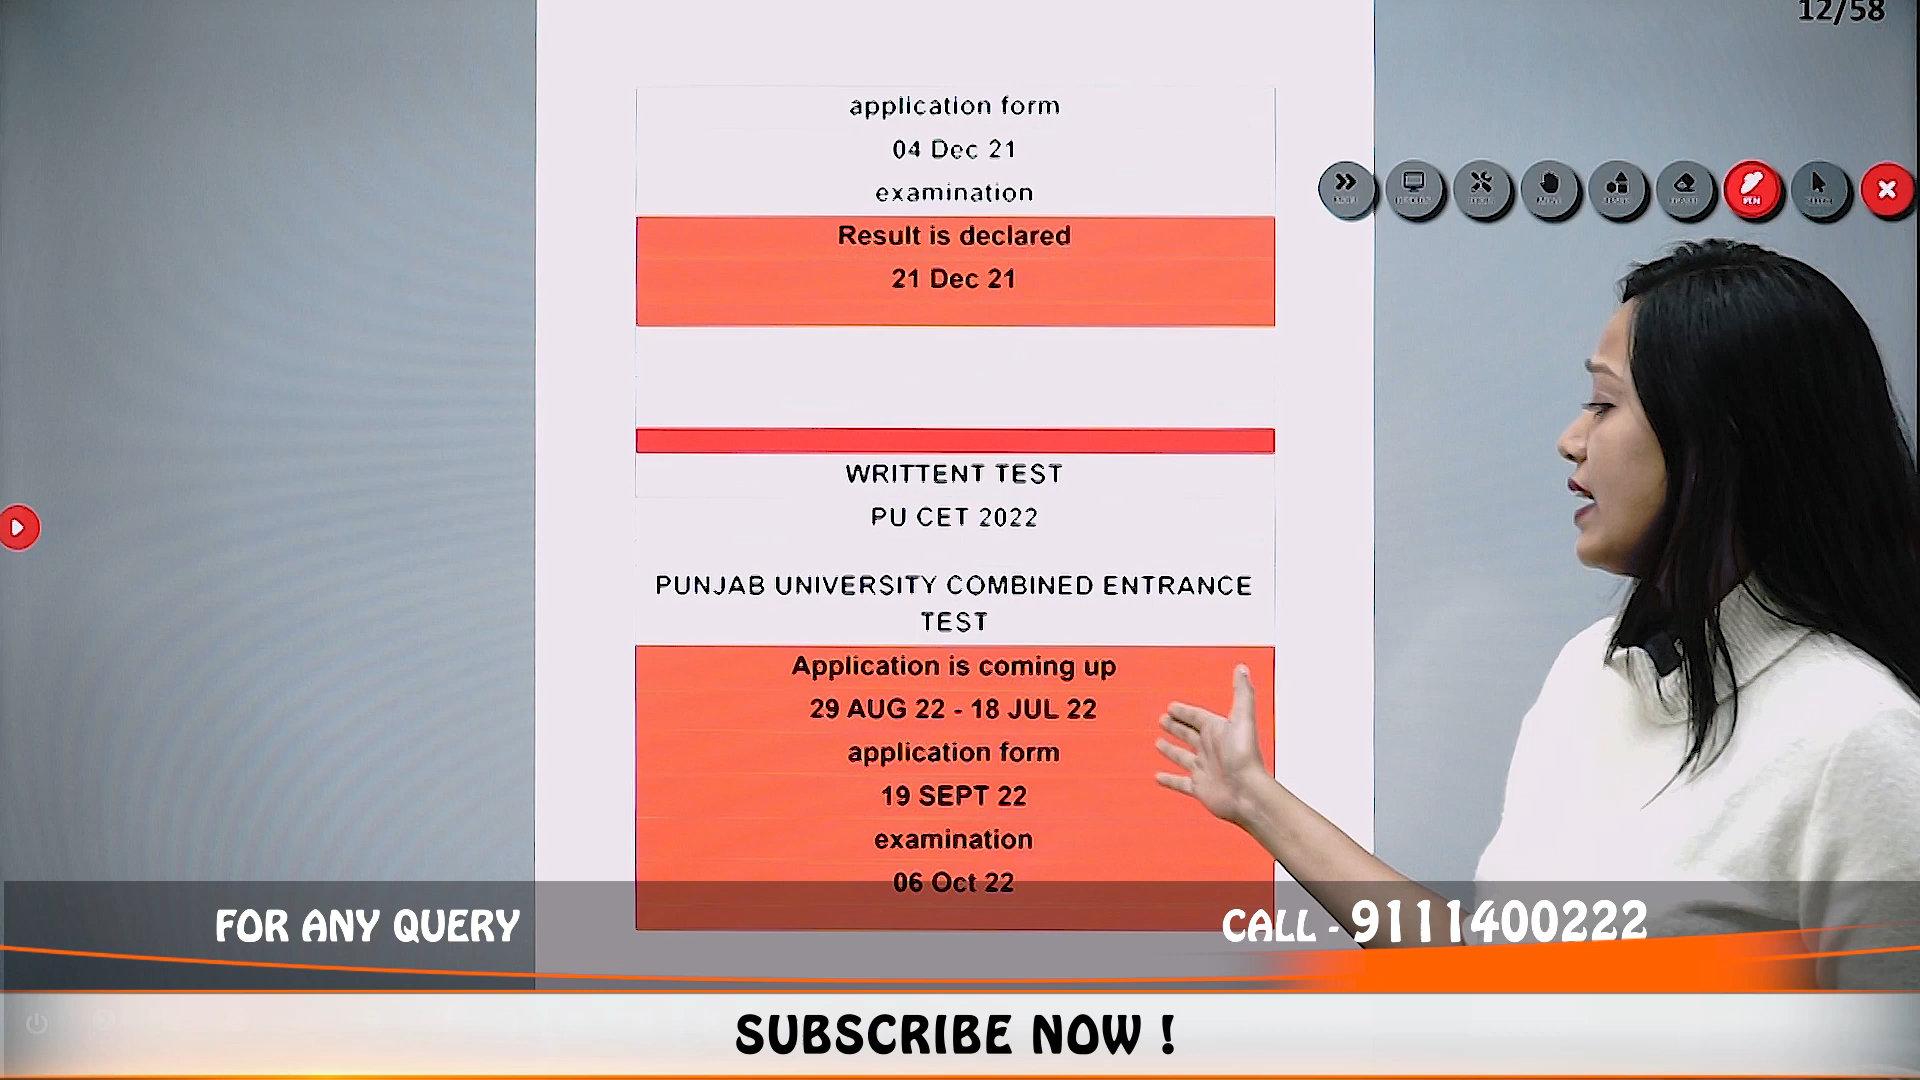 12/58
application form
04 Dec 21
examination
Result is declared
21 Dec 21
PEN
WRITTENT TEST
PU CET 2022
PUNJAB UNIVERSITY COMBINED ENTRANCE
TEST
Application is coming up
29 AUG 22 - 18 JUL 22
application form
19 SEPT 22
examination
06 Oct 22
FOR ANY QUERY
CALL - 9111400222
SUBSCRIBE NOW !